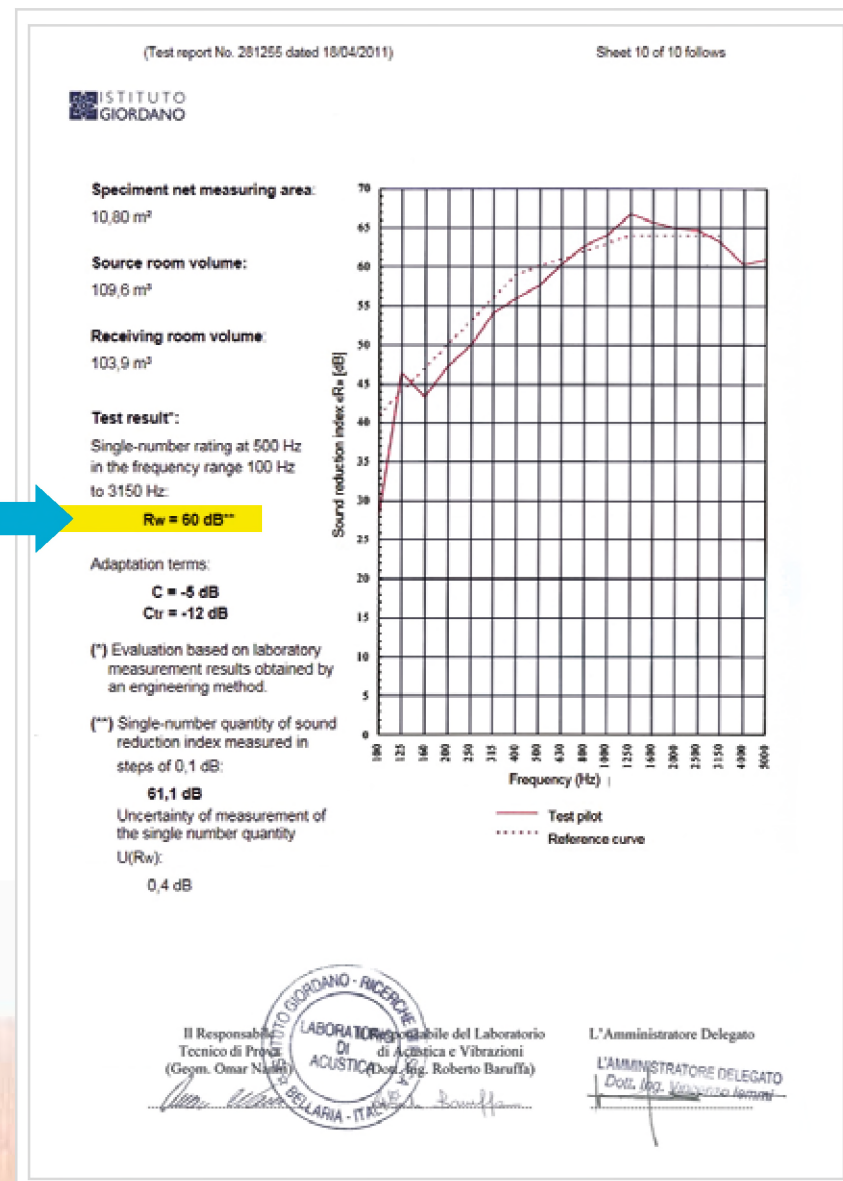 (Test report No. 281255 dated 18/04/2011)
Sheet 10 of 10 follows
ISTITUTO
GIORDANO
Speciment net measuring area:
10,80 m²
Source room volume:
109,6 m³
Receiving room volume:
103,9 m³
Test result*:
Single-number rating at 500 Hz
in the frequency range 100 Hz
to 3150 Hz:
Rw = 60 dB**
Adaptation terms:
C = -5 dB
Ctr = -12 dB
(*) Evaluation based on laboratory
measurement results obtained by
an engineering method.
(**) Single-number quantity of sound
reduction index measured in
steps of 0,1 dB:
61,1 dB
Uncertainty of measurement of
the single number quantity
U(Rw):
0,4 dB
Sound reduction index «R» [dB]
70
65
60
55
50
45
40
35
30
25
20
15
10
5
0
100 125 160 200 250 315 400 500 630 800 1000 1250 1600 2000 2500 3150 4000 5000
Frequency (Hz)
Test pilot
Reference curve
Il Responsabile
Tecnico di Prova
(Geom. Omar
GIORDANO - RICERCHE
BELLARIA - ITALY
LABORATORIO
DI
ACUSTICA
Responsabile del Laboratorio
di Acustica e Vibrazioni
(Dott. Ing. Roberto Baruffa)
L'Amministratore Delegato
L'AMMINISTRATORE DELEGATO
Dott. Ing. Vincenzo Iommi